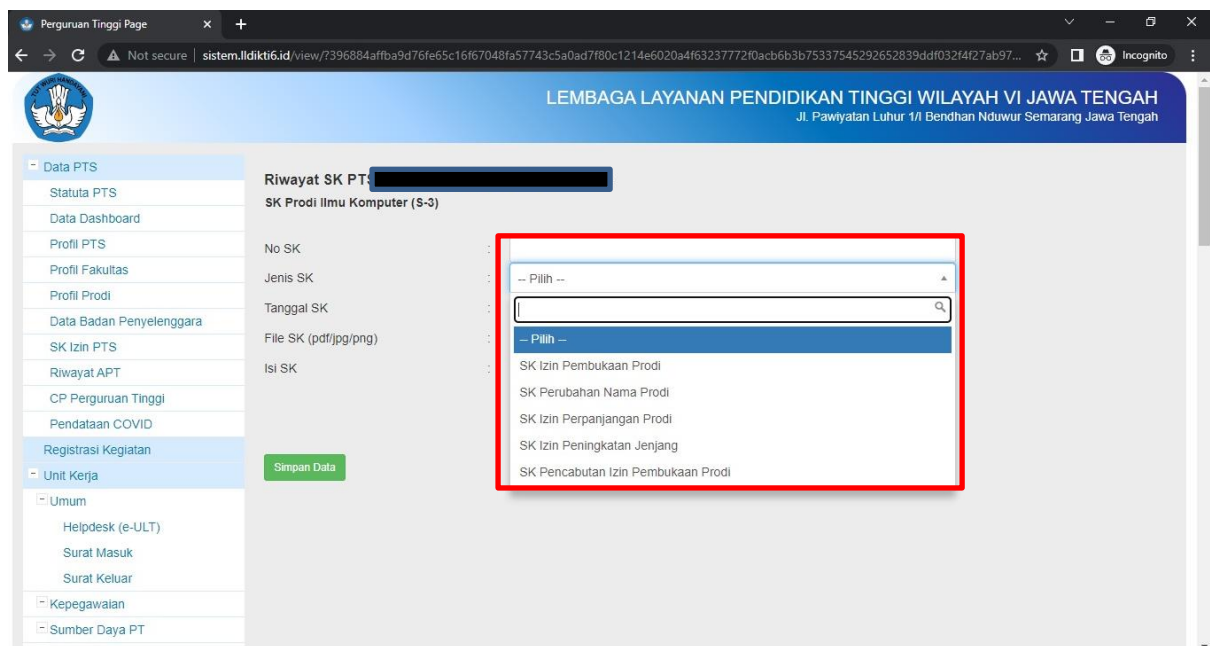 Perguruan Tinggi Page
Not secure | sistem.lldikti6.id/view/?396884affba9d76fe65c16f67048fa57743c5a0ad7f80c1214e6020a4f63237772f0acb6b3b75337545292652839ddf032f4f27ab97...
Incognito
LEMBAGA LAYANAN PENDIDIKAN TINGGI WILAYAH VI JAWA TENGAH
Jl. Pawiyatan Luhur 1/I Bendhan Nduwur Semarang Jawa Tengah
Data PTS
Statuta PTS
Data Dashboard
Profil PTS
Profil Fakultas
Profil Prodi
Data Badan Penyelenggara
SK Izin PTS
Riwayat APT
CP Perguruan Tinggi
Pendataan COVID
Registrasi Kegiatan
Unit Kerja
Umum
Helpdesk (e-ULT)
Surat Masuk
Surat Keluar
Kepegawaian
Sumber Daya PT
Riwayat SK PTS
SK Prodi Ilmu Komputer (S-3)
No SK :
Jenis SK : -- Pilih --
Tanggal SK :
File SK (pdf/jpg/png) :
Isi SK :
-- Pilih --
SK Izin Pembukaan Prodi
SK Perubahan Nama Prodi
SK Izin Perpanjangan Prodi
SK Izin Peningkatan Jenjang
SK Pencabutan Izin Pembukaan Prodi
Simpan Data